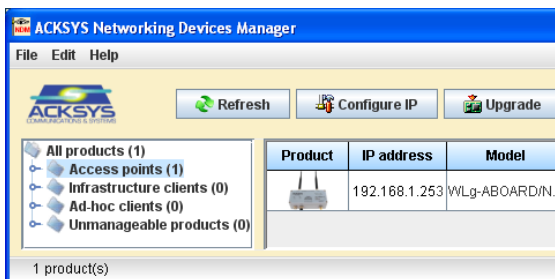 NDM ACKSYS Networking Devices Manager
File Edit Help
ACKSYS
COMMUNICATIONS & SYSTEMS
Refresh Configure IP Upgrade
All products (1)
Access points (1)
Infrastructure clients (0)
Ad-hoc clients (0)
Unmanageable products (0)
Product IP address Model
192.168.1.253 WLg-ABOARD/N..
1 product(s)